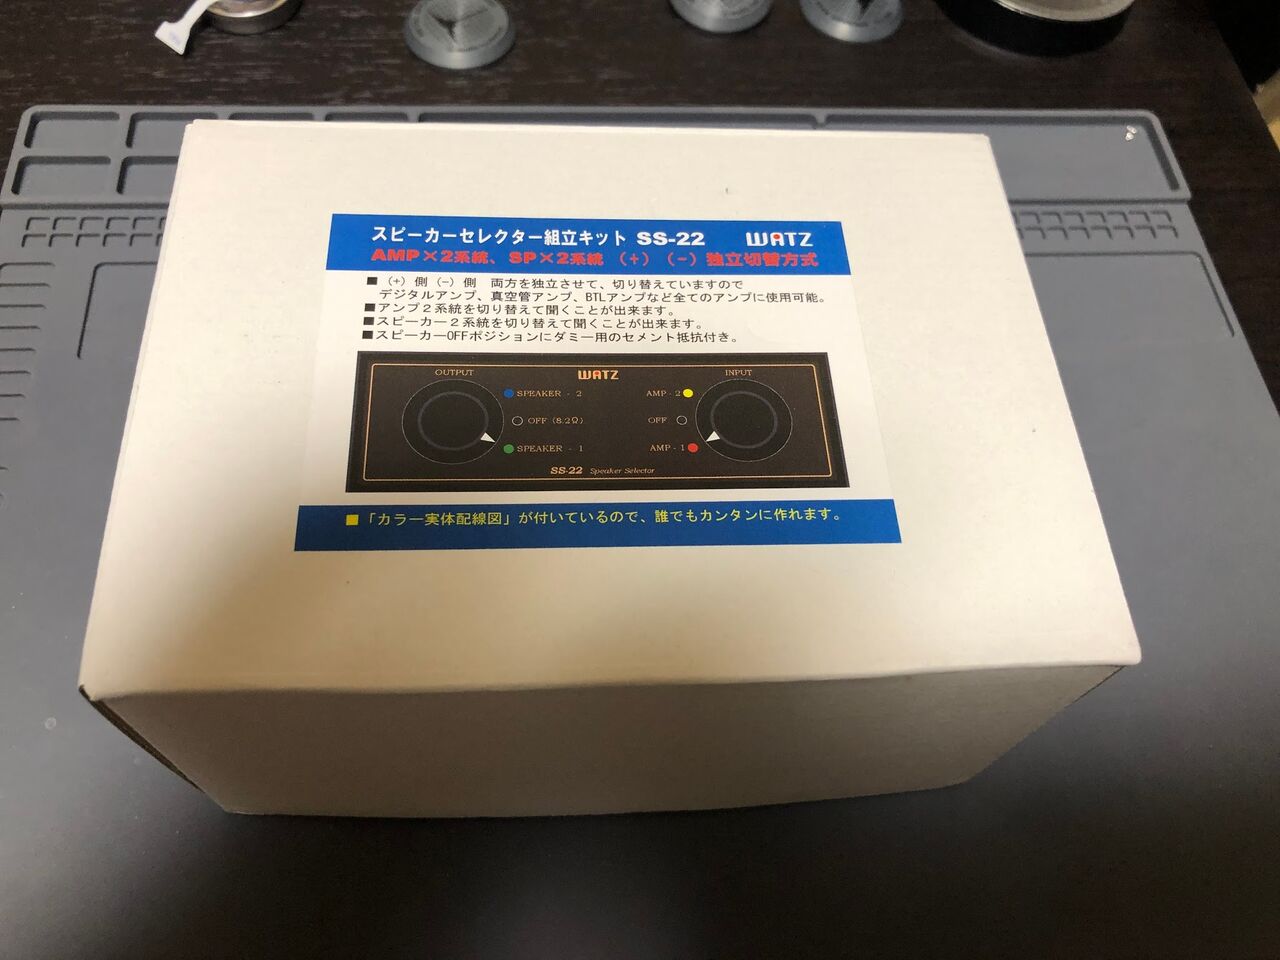 スピーカーセレクター組立キット SS-22 WATZ
AMP×2系統、SP×2系統 (+) (-) 独立切替方式
■ (+) 側 (-) 側 両方を独立させて、切り替えていますので
デジタルアンプ、真空管アンプ、BTLアンプなど全てのアンプに使用可能。
■アンプ2系統を切り替えて聞くことが出来ます。
■スピーカー2系統を切り替えて聞くことが出来ます。
■スピーカーOFFポジションにダミー用のセメント抵抗付き。
OUTPUT WATZ INPUT
SPEAKER - 2 AMP - 2
OFF (8.2Ω) OFF
SPEAKER - 1 AMP - 1
SS-22 Speaker Selector
■「カラー実体配線図」が付いているので、誰でもカンタンに作れます。